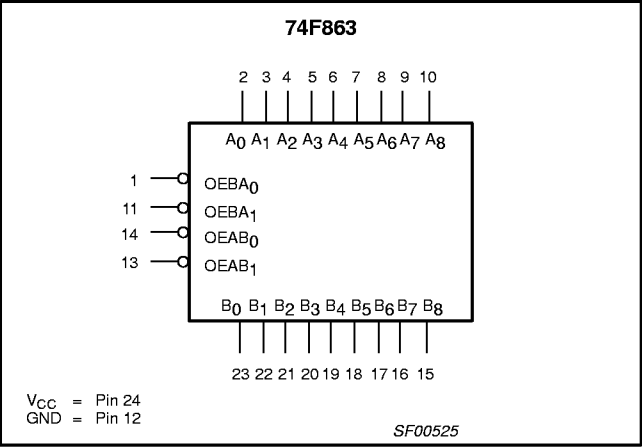 74F863
2 3 4 5 6 7 8 9 10
A0 A1 A2 A3 A4 A5 A6 A7 A8
1 OEBA0
11 OEBA1
14 OEAB0
13 OEAB1
B0 B1 B2 B3 B4 B5 B6 B7 B8
23 22 21 20 19 18 17 16 15
VCC = Pin 24
GND = Pin 12
SF00525